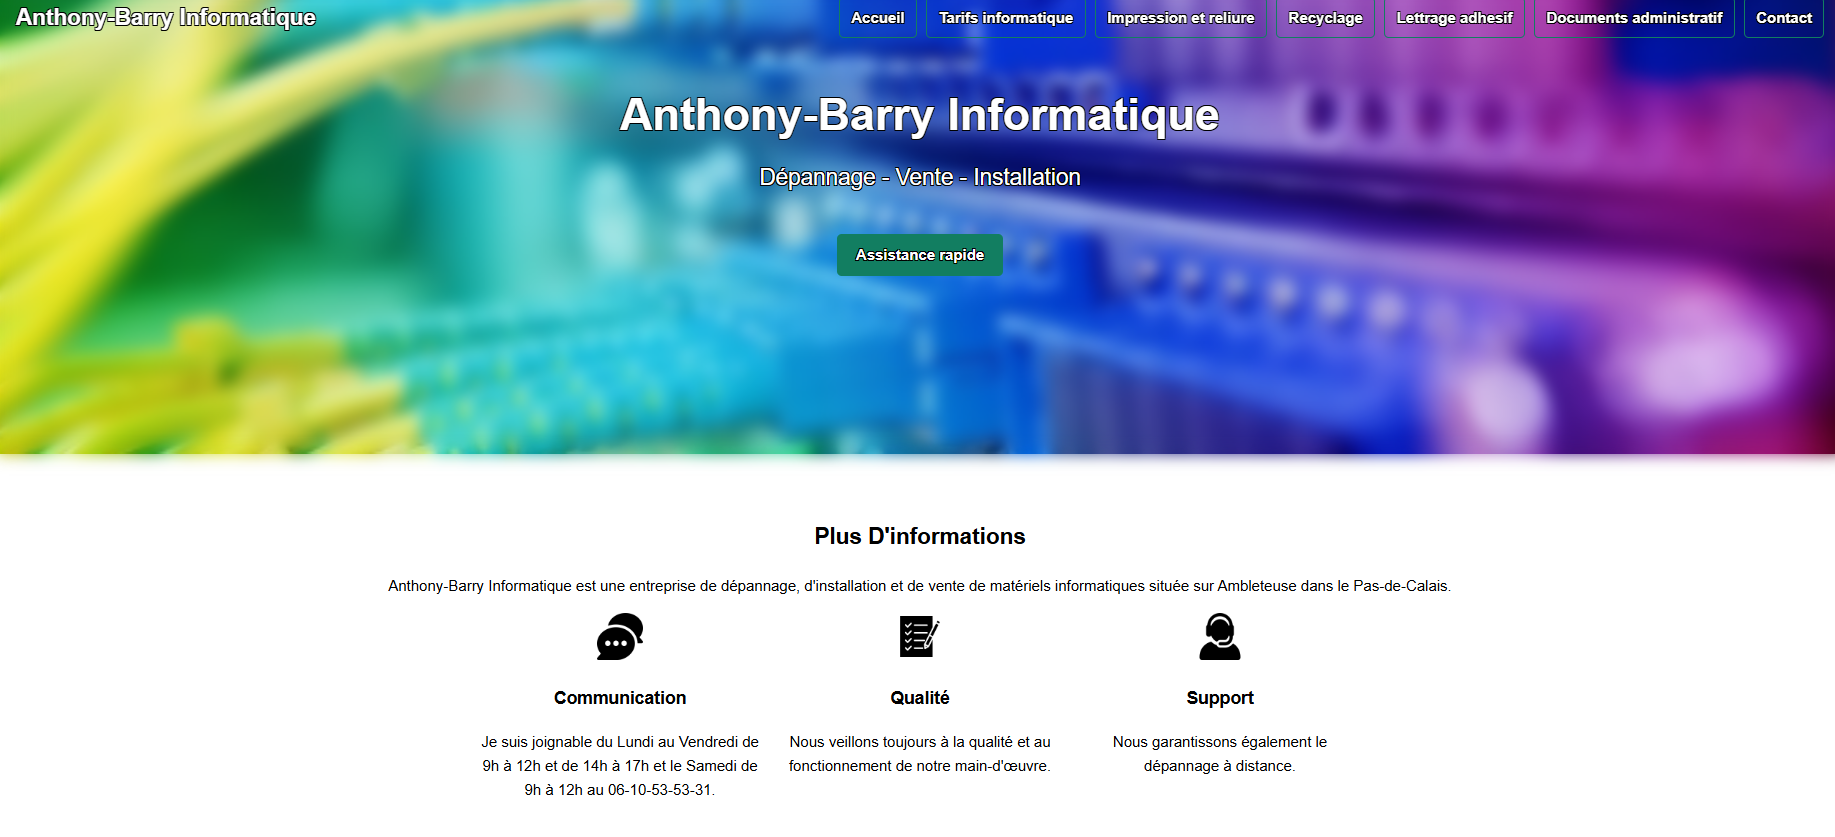 Anthony-Barry Informatique
Accueil
Tarifs informatique
Impression et reliure
Recyclage
Lettrage adhesif
Documents administratif
Contact
Anthony-Barry Informatique
Dépannage - Vente - Installation
Assistance rapide
Plus D'informations
Anthony-Barry Informatique est une entreprise de dépannage, d'installation et de vente de matériels informatiques située sur Ambleteuse dans le Pas-de-Calais.
Communication
Je suis joignable du Lundi au Vendredi de
9h à 12h et de 14h à 17h et le Samedi de
9h à 12h au 06-10-53-53-31.
Qualité
Nous veillons toujours à la qualité et au
fonctionnement de notre main-d'œuvre.
Support
Nous garantissons également le
dépannage à distance.